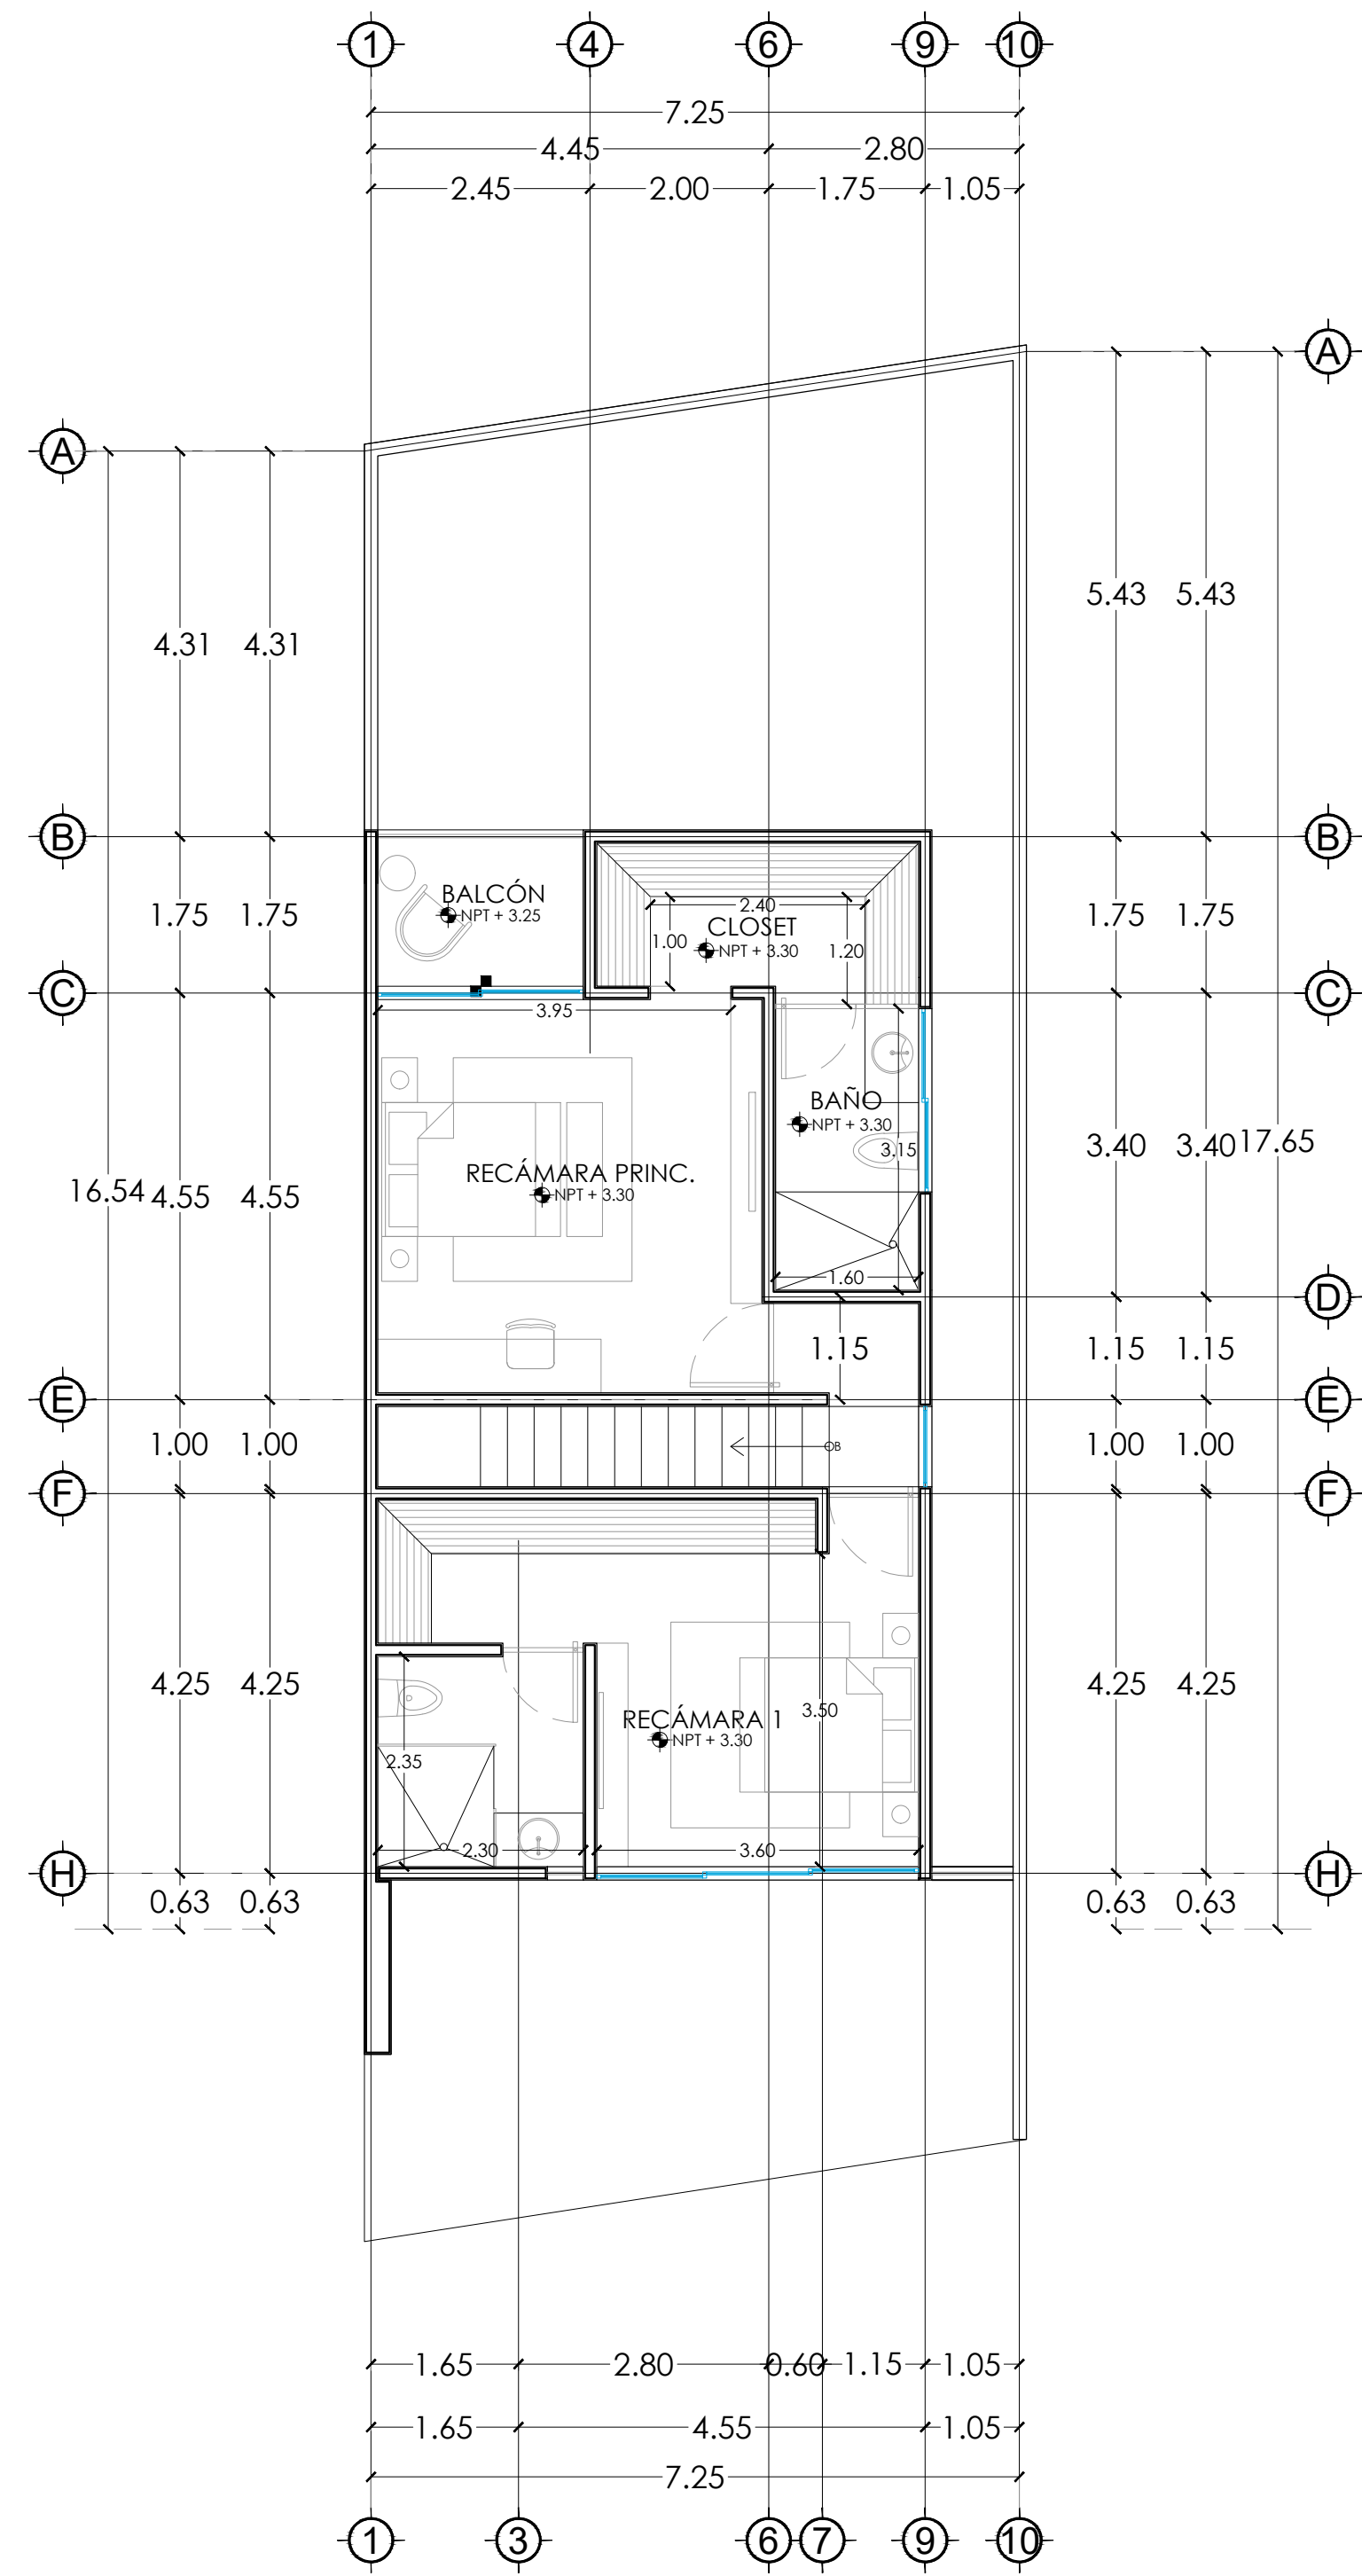 1 4 6 9 10
7.25
4.45 2.80
2.45 2.00 1.75 1.05
A
A
5.43 5.43
4.31 4.31
B B
BALCÓN
NPT + 3.25
2.40
CLOSET
NPT + 3.30
1.00
1.20
1.75 1.75 1.75 1.75
C C
3.95
BAÑO
NPT + 3.30
3.15
3.40 3.40 17.65
RECÁMARA PRINC.
NPT + 3.30
16.54 4.55 4.55
1.60
D
1.15
1.15 1.15
E E
1.00 1.00 B 1.00 1.00
F F
4.25 4.25 4.25 4.25
RECÁMARA 1
NPT + 3.30
3.50
2.35
2.30 3.60
H H
0.63 0.63 0.63 0.63
1.65 2.80 0.60 1.15 1.05
1.65 4.55 1.05
7.25
1 3 6 7 9 10